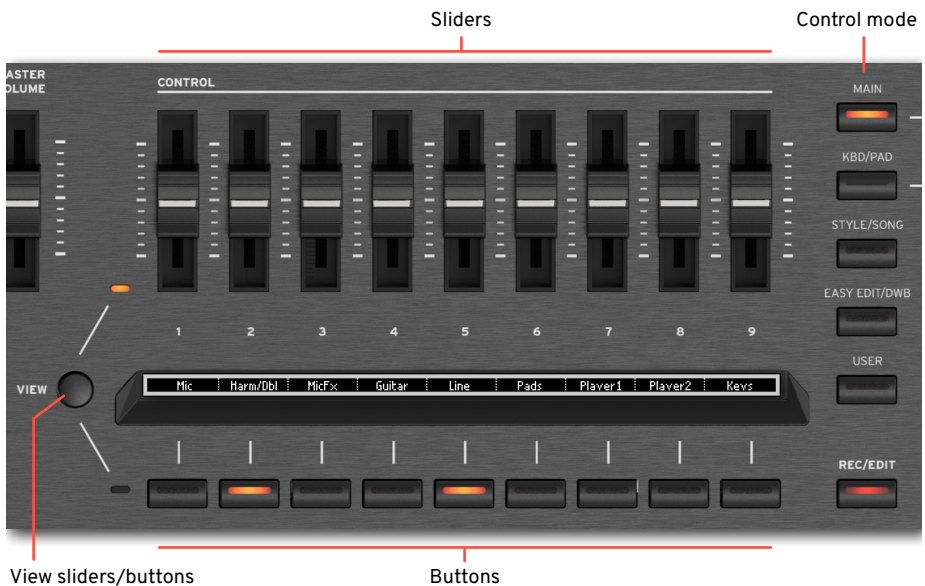 Sliders
Control mode
ASTER
OLUME
CONTROL
MAIN
KBD/PAD
STYLE/SONG
EASY EDIT/DWB
1 2 3 4 5 6 7 8 9
USER
VIEW
Mic Harm/Dbl MicFx Guitar Line Pads Player1 Player2 Keys
REC/EDIT
View sliders/buttons
Buttons